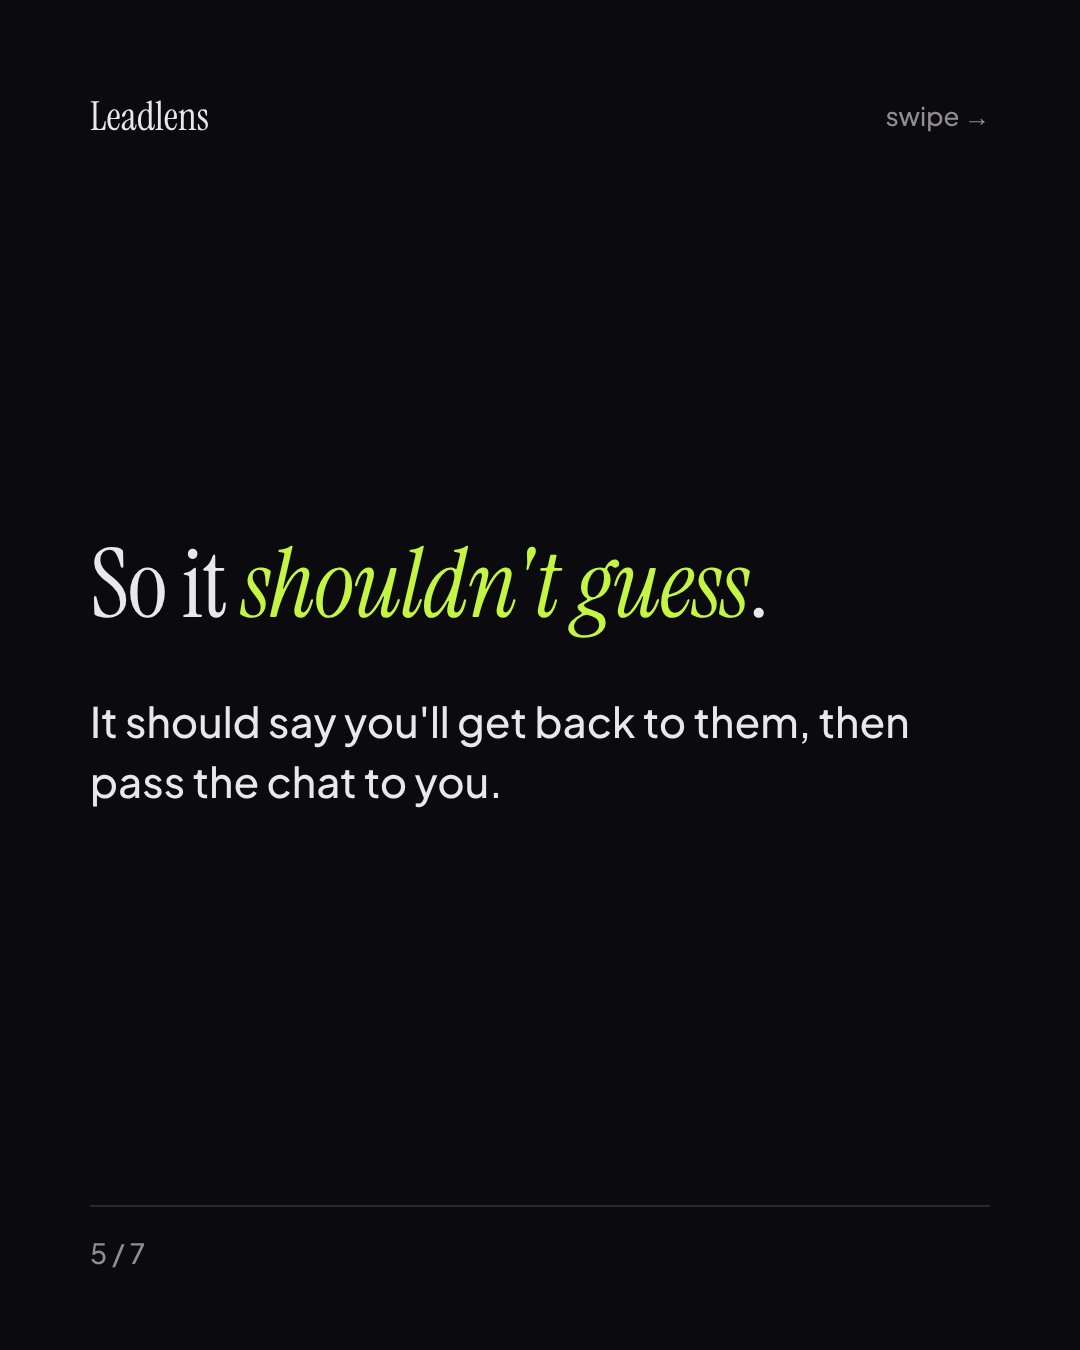 Leadlens
swipe →
So it shouldn't guess.
It should say you'll get back to them, then
pass the chat to you.
5 / 7